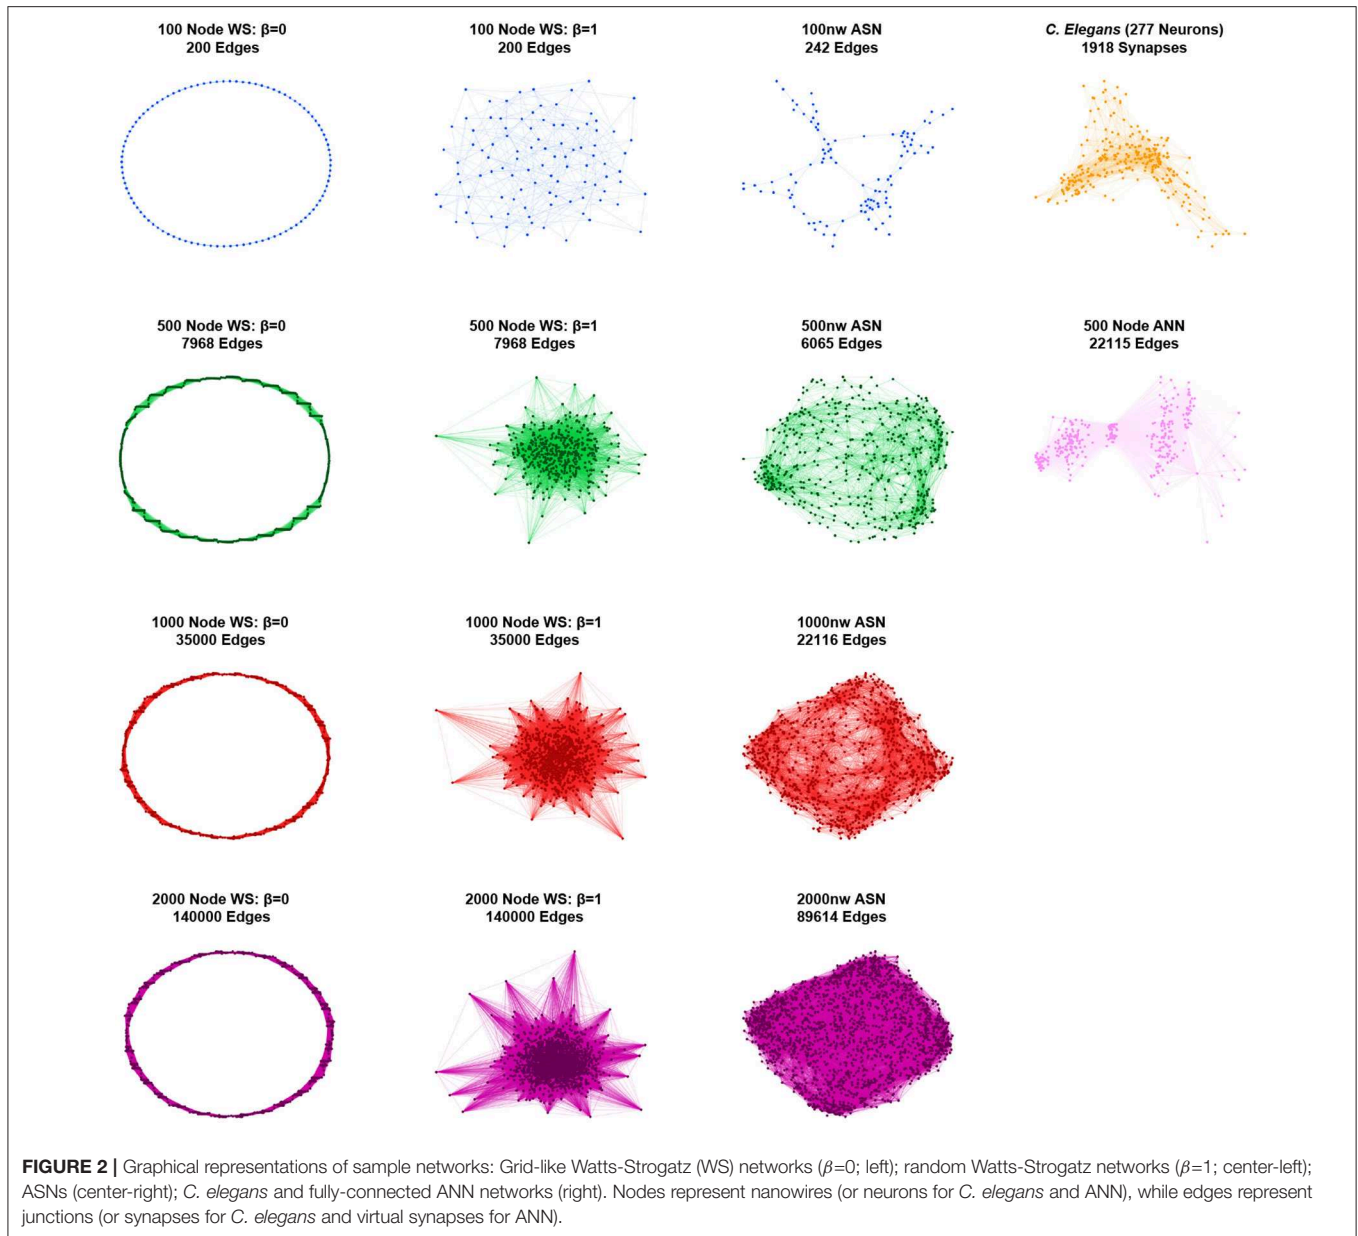 100 Node WS: β=0
200 Edges
100 Node WS: β=1
200 Edges
100nw ASN
242 Edges
C. Elegans (277 Neurons)
1918 Synapses
500 Node WS: β=0
7968 Edges
500 Node WS: β=1
7968 Edges
500nw ASN
6065 Edges
500 Node ANN
22115 Edges
1000 Node WS: β=0
35000 Edges
1000 Node WS: β=1
35000 Edges
1000nw ASN
22116 Edges
2000 Node WS: β=0
140000 Edges
2000 Node WS: β=1
140000 Edges
2000nw ASN
89614 Edges
FIGURE 2 | Graphical representations of sample networks: Grid-like Watts-Strogatz (WS) networks (β=0; left); random Watts-Strogatz networks (β=1; center-left);
ASNs (center-right); C. elegans and fully-connected ANN networks (right). Nodes represent nanowires (or neurons for C. elegans and ANN), while edges represent
junctions (or synapses for C. elegans and virtual synapses for ANN).